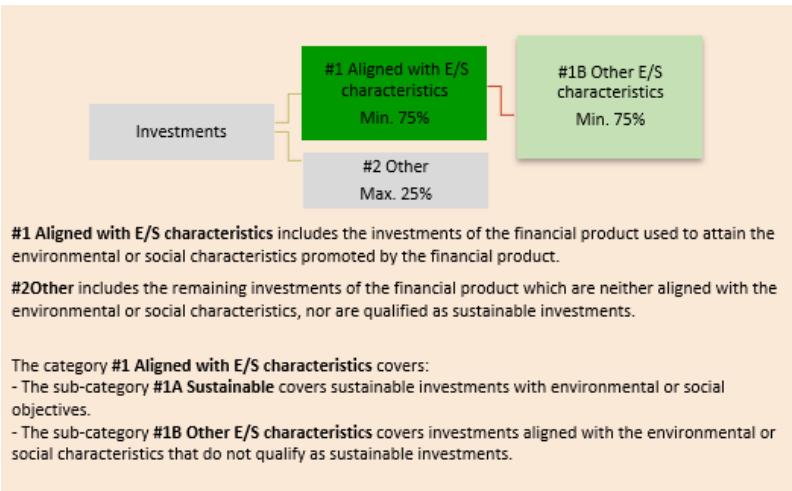 #1 Aligned with E/S
characteristics
Min. 75%
#1B Other E/S
characteristics
Min. 75%
Investments
#2 Other
Max. 25%
#1 Aligned with E/S characteristics includes the investments of the financial product used to attain the
environmental or social characteristics promoted by the financial product.
#2Other includes the remaining investments of the financial product which are neither aligned with the
environmental or social characteristics, nor are qualified as sustainable investments.
The category #1 Aligned with E/S characteristics covers:
- The sub-category #1A Sustainable covers sustainable investments with environmental or social
objectives.
- The sub-category #1B Other E/S characteristics covers investments aligned with the environmental or
social characteristics that do not qualify as sustainable investments.